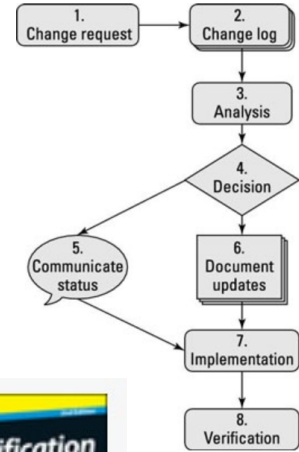 1.
Change request
2.
Change log
3.
Analysis
4.
Decision
5.
Communicate
status
6.
Document
updates
7.
Implementation
8.
Verification